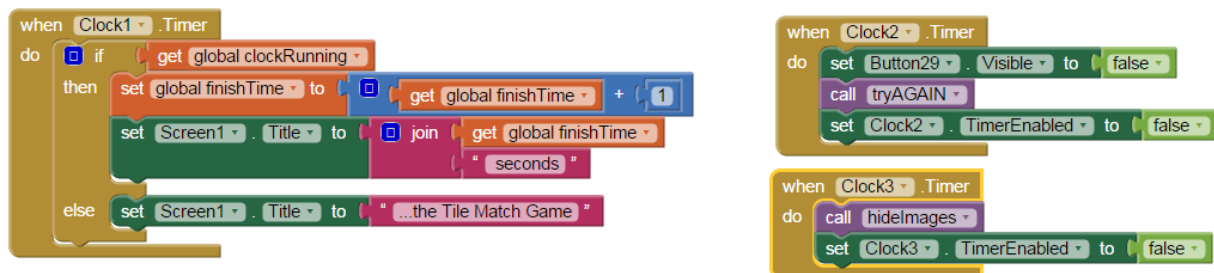 when Clock1 .Timer
do if get global clockRunning
then set global finishTime to get global finishTime + 1
set Screen1 . Title to join get global finishTime
" seconds "
else set Screen1 . Title to " ...the Tile Match Game "
when Clock2 .Timer
do set Button29 . Visible to false
call tryAGAIN
set Clock2 . TimerEnabled to false
when Clock3 .Timer
do call hideImages
set Clock3 . TimerEnabled to false